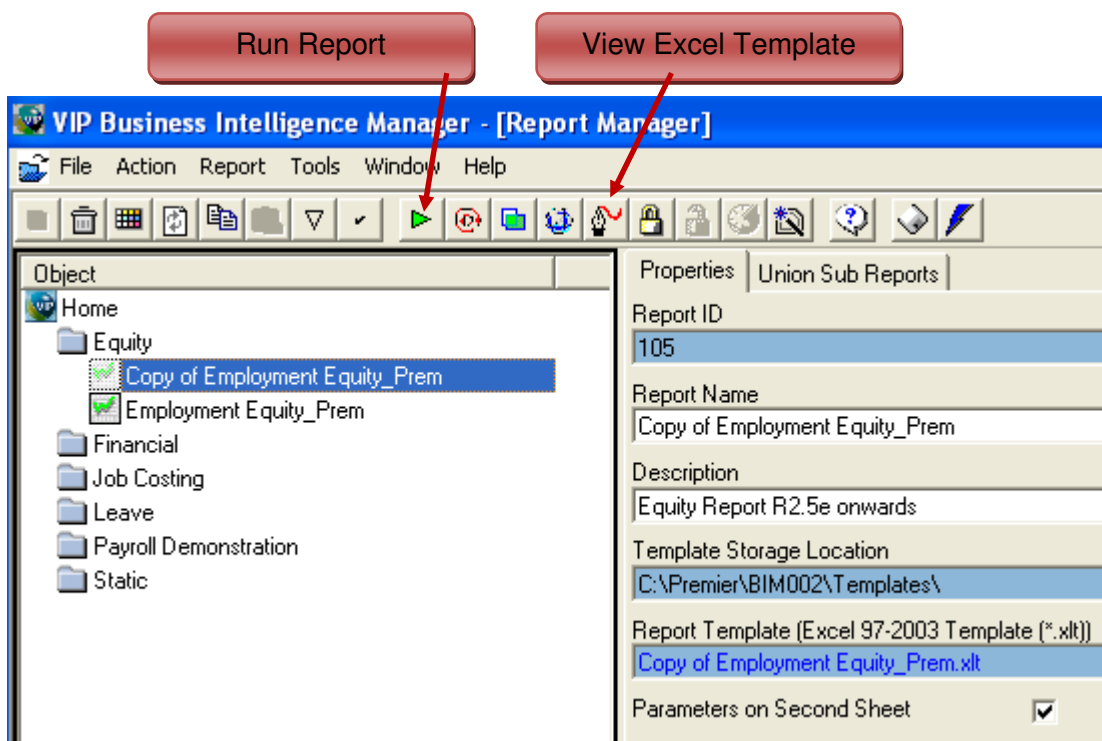 Run Report
View Excel Template
VIP Business Intelligence Manager - [Report Manager]
File Action Report Tools Window Help
Object
Home
Equity
Copy of Employment Equity_Prem
Employment Equity_Prem
Financial
Job Costing
Leave
Payroll Demonstration
Static
Properties
Union Sub Reports
Report ID
105
Report Name
Copy of Employment Equity_Prem
Description
Equity Report R2.5e onwards
Template Storage Location
C:\Premier\BIM002\Templates\
Report Template (Excel 97-2003 Template (*.xlt))
Copy of Employment Equity_Prem.xlt
Parameters on Second Sheet